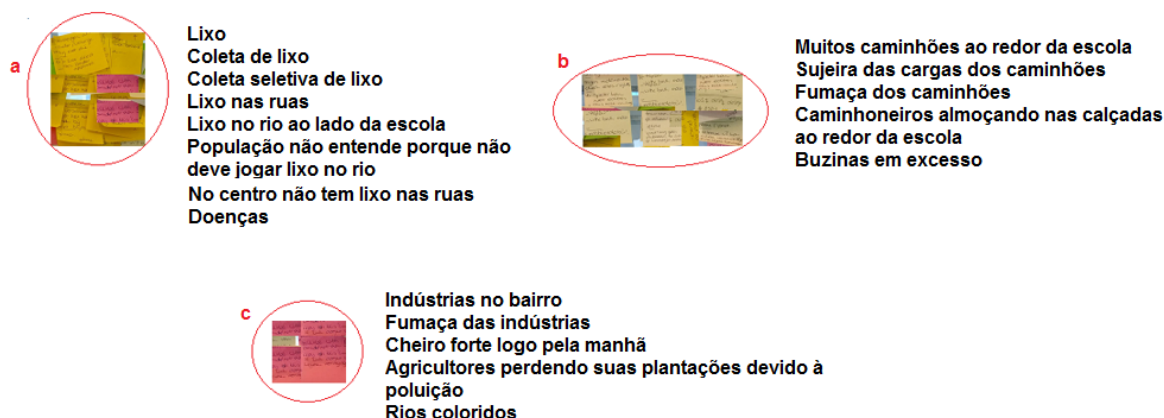 a
Lixo
Coleta de lixo
Coleta seletiva de lixo
Lixo nas ruas
Lixo no rio ao lado da escola
População não entende porque não
deve jogar lixo no rio
No centro não tem lixo nas ruas
Doenças
b
Muitos caminhões ao redor da escola
Sujeira das cargas dos caminhões
Fumaça dos caminhões
Caminhoneiros almoçando nas calçadas
ao redor da escola
Buzinas em excesso
c
Indústrias no bairro
Fumaça das indústrias
Cheiro forte logo pela manhã
Agricultores perdendo suas plantações devido à
poluição
Rios coloridos